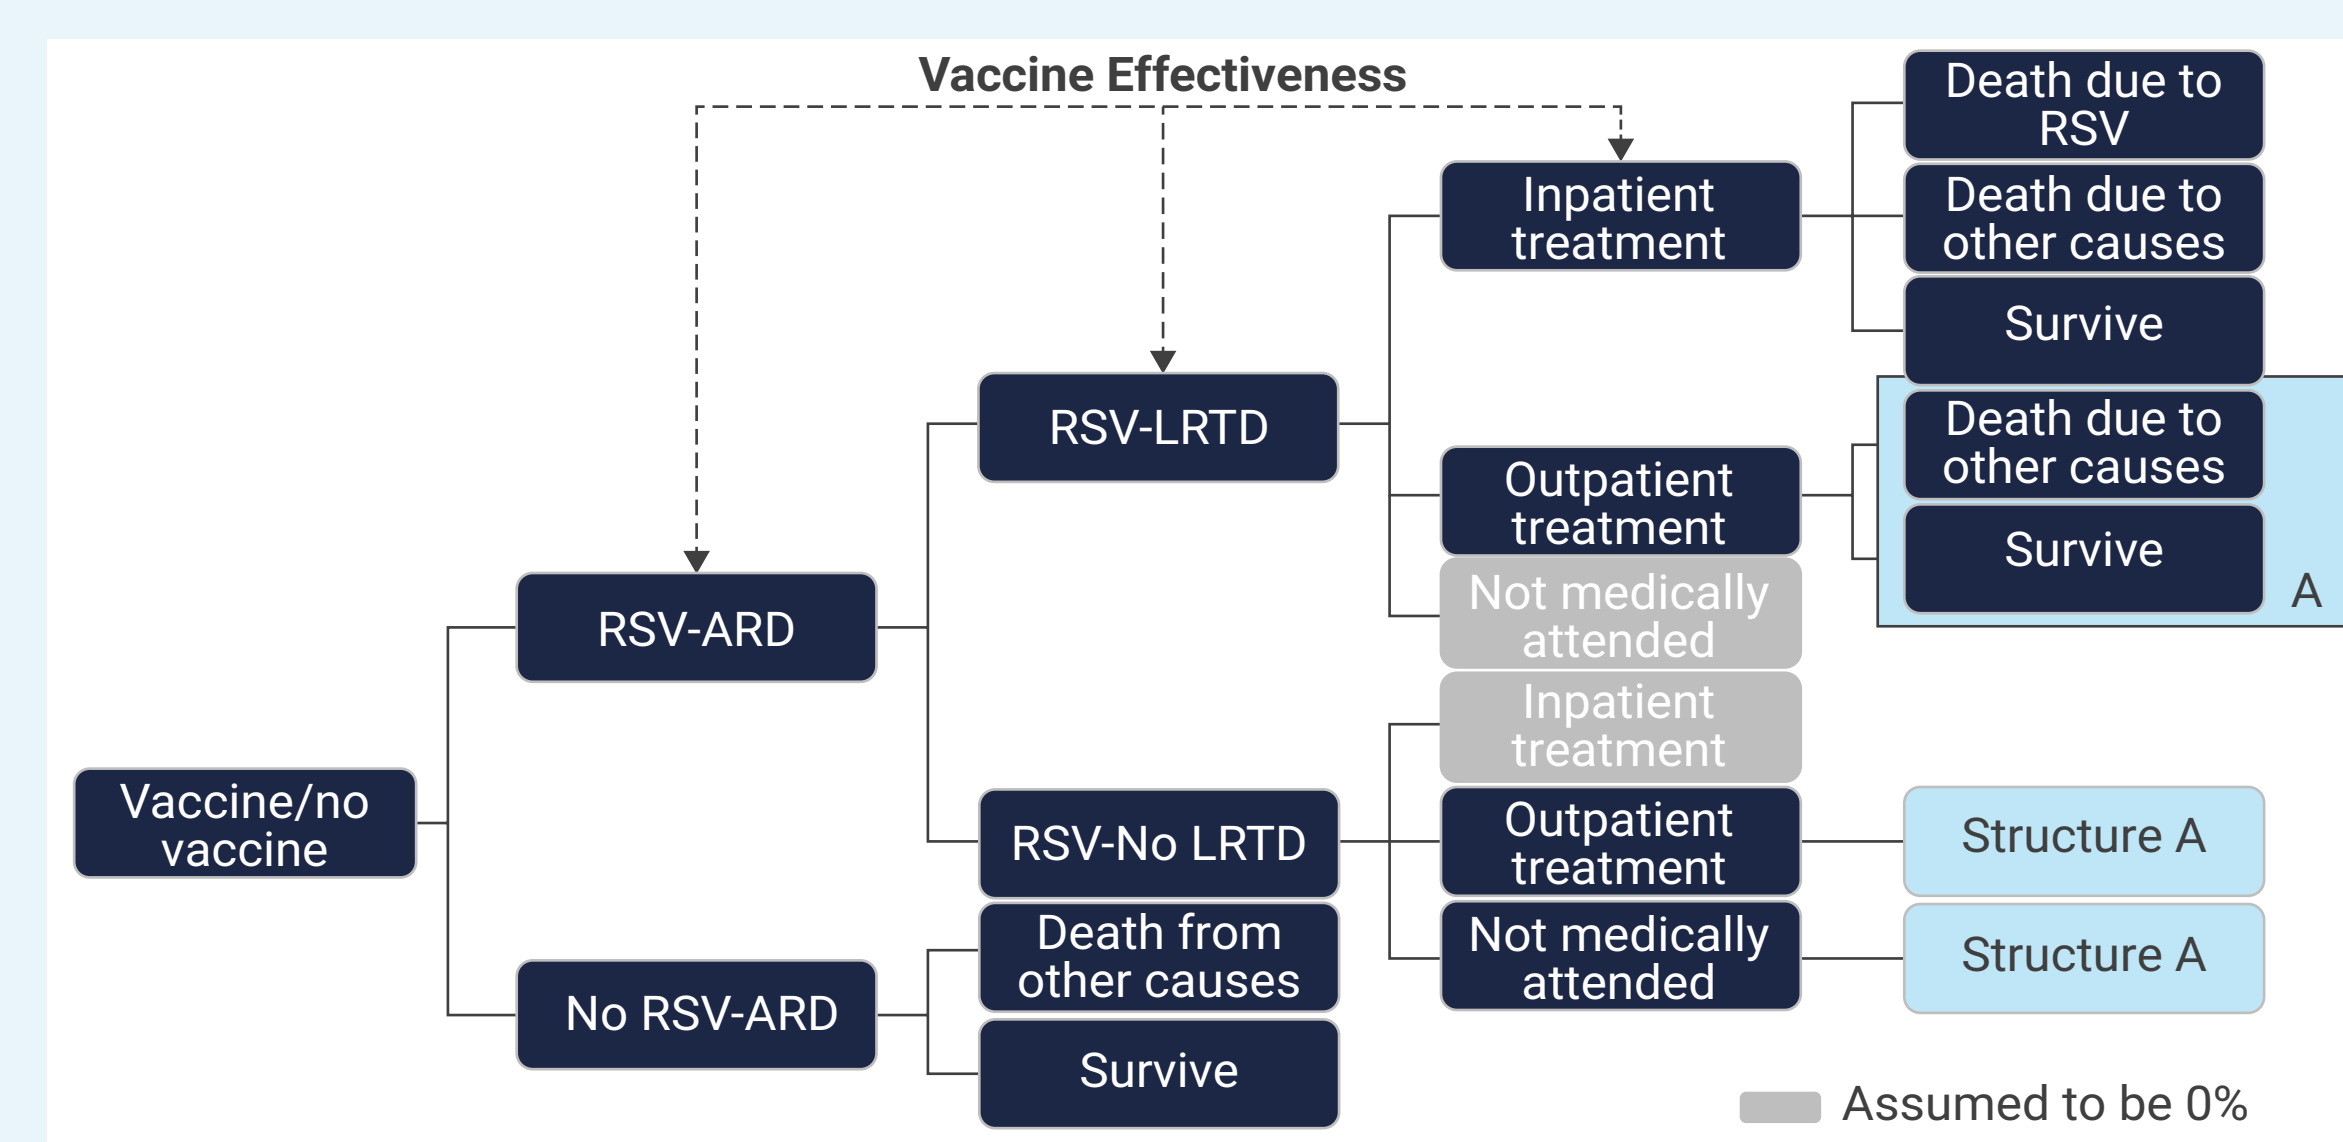 Vaccine Effectiveness
Death due to
RSV
Death due to
other causes
Survive
Inpatient
treatment
RSV-LRTD
Outpatient
treatment
Death due to
other causes
Survive
A
Not medically
attended
RSV-ARD
Inpatient
treatment
Vaccine/no
vaccine
RSV-No LRTD
Outpatient
treatment
Structure A
Not medically
attended
Structure A
No RSV-ARD
Death from
other causes
Survive
Assumed to be 0%